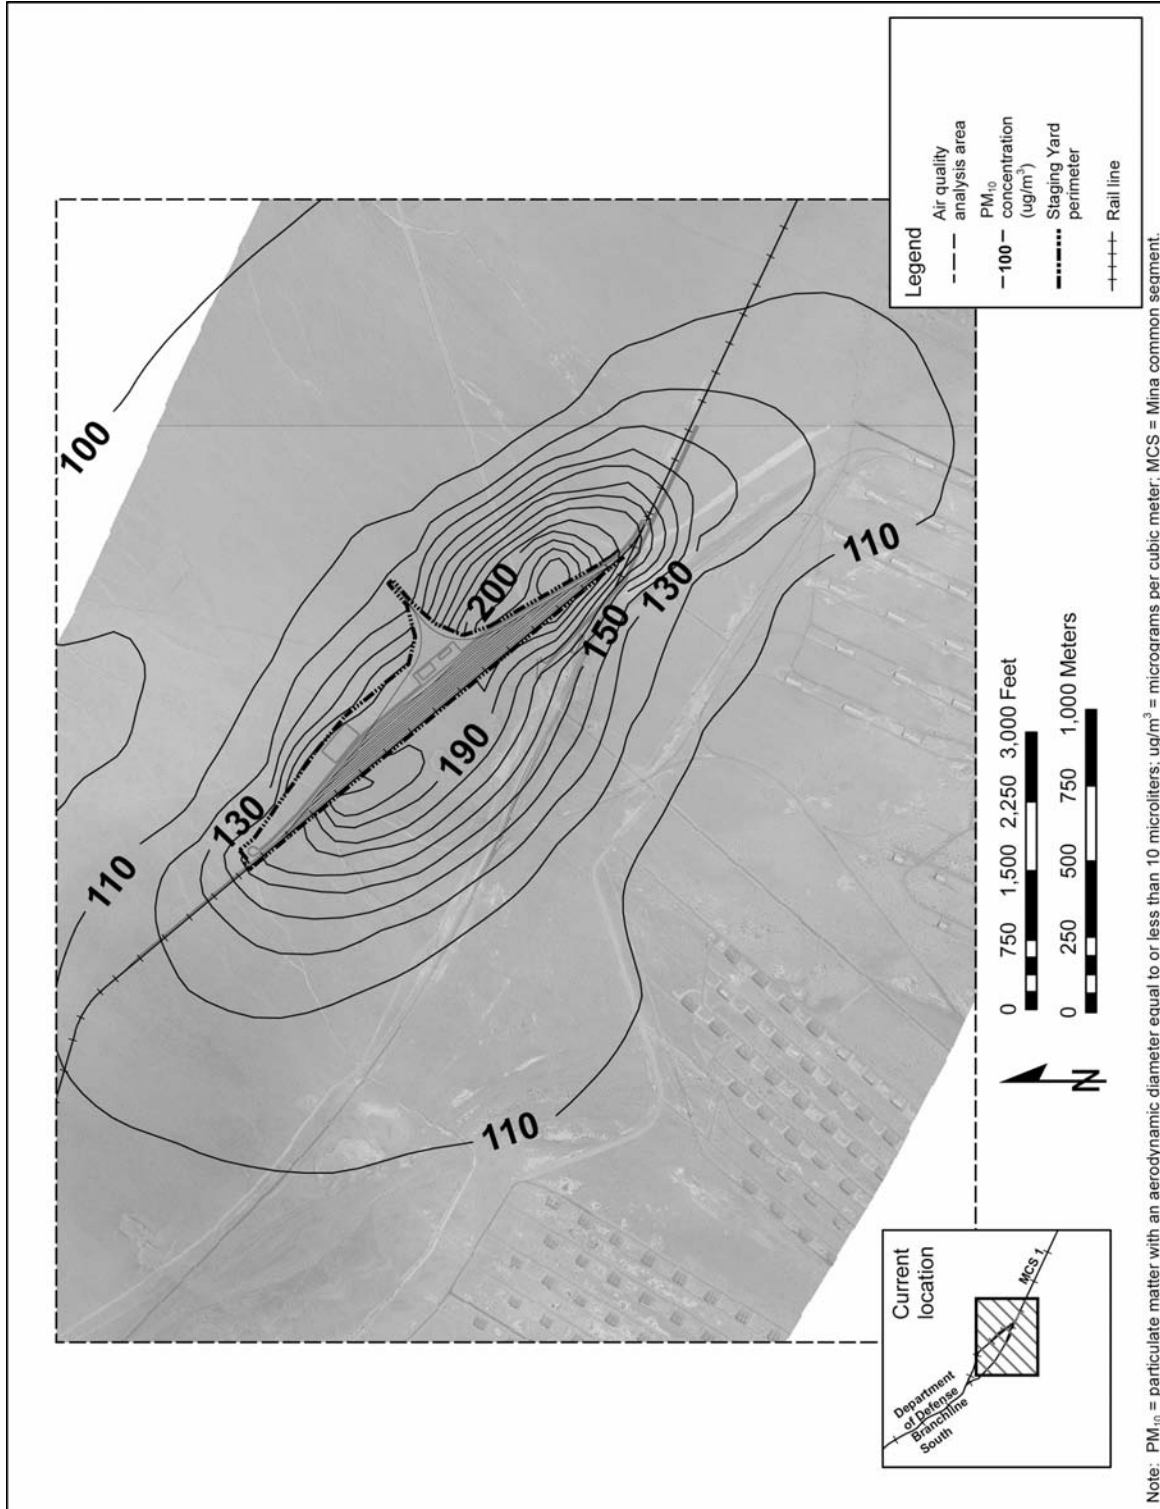 100
110
130
200
190
150
130
110
110
Legend
Air quality
analysis area
PM₁₀
–100– concentration
(ug/m³)
Staging Yard
perimeter
Rail line
Current
location
Department
of Defense
Branchline
South
MCS 1
N
0 750 1,500 2,250 3,000 Feet
0 250 500 750 1,000 Meters
Note: PM₁₀ = particulate matter with an aerodynamic diameter equal to or less than 10 microliters; ug/m³ = micrograms per cubic meter; MCS = Mina common segment.